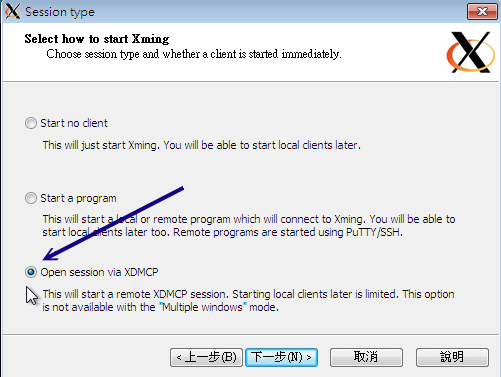 Session type
Select how to start Xming
Choose session type and whether a client is started immediately.
Start no client
This will just start Xming. You will be able to start local clients later.
Start a program
This will start a local or remote program which will connect to Xming. You will be able to
start local clients later too. Remote programs are started using PuTTY/SSH.
Open session via XDMCP
This will start a remote XDMCP session. Starting local clients later is limited. This option
is not available with the "Multiple windows" mode.
<上一步(B) 下一步(N)> 取消 說明